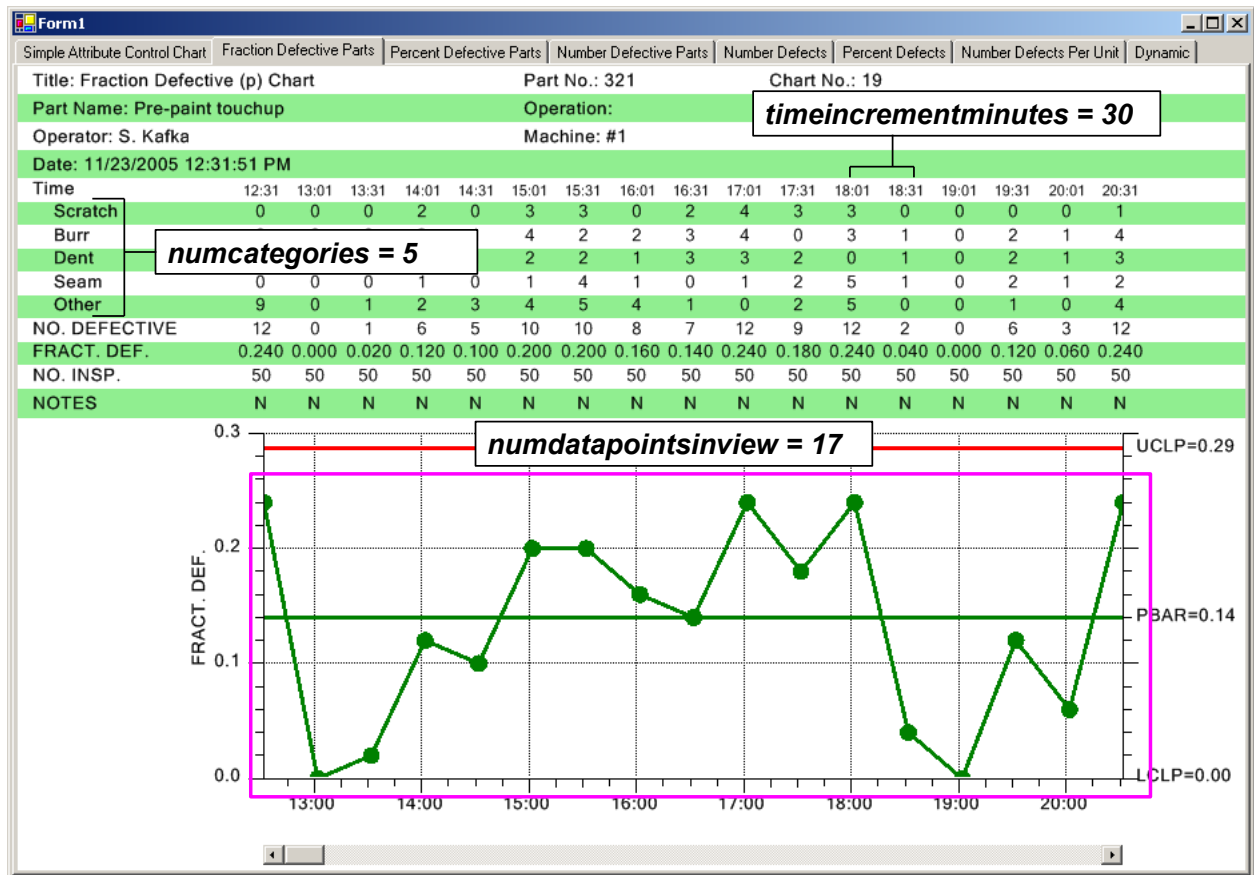 Form1
Simple Attribute Control Chart Fraction Defective Parts Percent Defective Parts Number Defective Parts Number Defects Percent Defects Number Defects Per Unit Dynamic
Title: Fraction Defective (p) Chart Part No.: 321 Chart No.: 19
Part Name: Pre-paint touchup Operation:
timeincrementminutes = 30
Operator: S. Kafka Machine: #1
Date: 11/23/2005 12:31:51 PM
Time 12:31 13:01 13:31 14:01 14:31 15:01 15:31 16:01 16:31 17:01 17:31 18:01 18:31 19:01 19:31 20:01 20:31
Scratch 0 0 0 2 0 3 3 0 2 4 3 3 0 0 0 0 1
Burr 4 2 2 3 4 0 3 1 0 2 1 4
numcategories = 5
Dent 2 2 1 3 3 2 0 1 0 2 1 3
Seam 0 0 0 1 0 1 4 1 0 1 2 5 1 0 2 1 2
Other 9 0 1 2 3 4 5 4 1 0 2 5 0 0 1 0 4
NO. DEFECTIVE 12 0 1 6 5 10 10 8 7 12 9 12 2 0 6 3 12
FRACT. DEF. 0.240 0.000 0.020 0.120 0.100 0.200 0.200 0.160 0.140 0.240 0.180 0.240 0.040 0.000 0.120 0.060 0.240
NO. INSP. 50 50 50 50 50 50 50 50 50 50 50 50 50 50 50 50 50
NOTES N N N N N N N N N N N N N N N N N
0.3
numdatapointsinview = 17
UCLP=0.29
0.2
FRACT. DEF.
PBAR=0.14
0.1
0.0
LCLP=0.00
13:00 14:00 15:00 16:00 17:00 18:00 19:00 20:00